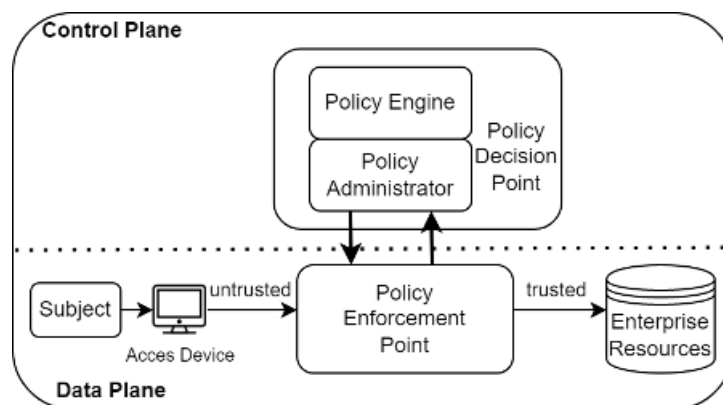 Control Plane
Policy Engine
Policy
Administrator
Policy
Decision
Point
Subject
Acces Device
untrusted
Policy
Enforcement
Point
trusted
Enterprise
Resources
Data Plane